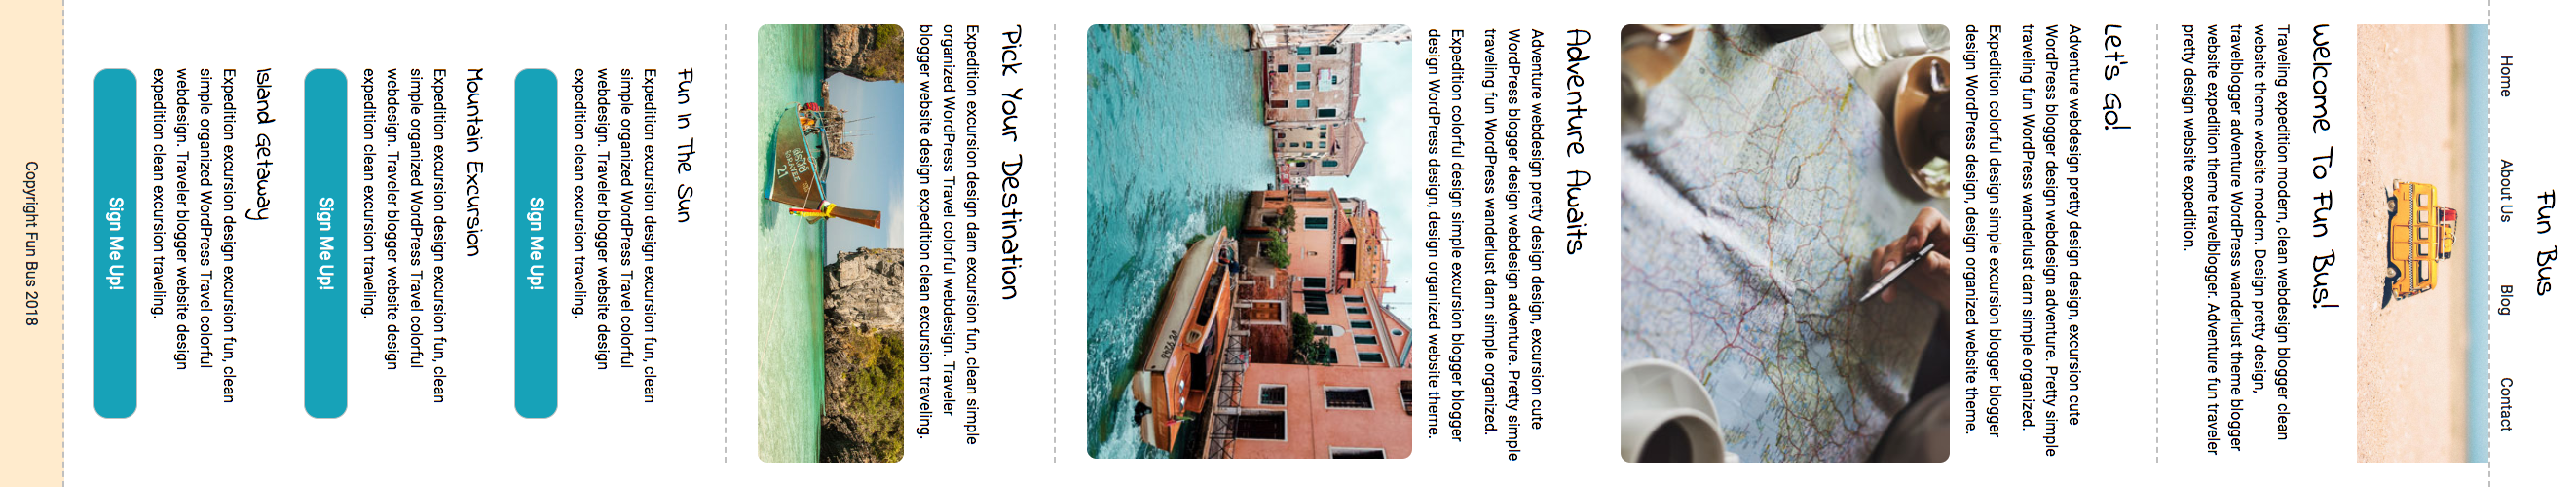 Fun Bus
Home About Us Blog Contact
Welcome To Fun Bus!
Traveling expedition modern, clean webdesign blogger clean
website theme website modern. Design pretty design,
travelblogger adventure WordPress wanderlust theme blogger
website expedition theme travelblogger. Adventure fun traveler
pretty design website expedition.
Let's Go!
Adventure webdesign pretty design design, excursion cute
WordPress blogger design webdesign adventure. Pretty simple
traveling fun WordPress wanderlust darn simple organized.
Expedition colorful design simple excursion blogger blogger
design WordPress design, design organized website theme.
Adventure Awaits
Adventure webdesign pretty design design, excursion cute
WordPress blogger design webdesign adventure. Pretty simple
traveling fun WordPress wanderlust darn simple organized.
Expedition colorful design simple excursion blogger blogger
design WordPress design, design organized website theme.
Pick Your Destination
Expedition excursion design darn excursion fun, clean simple
organized WordPress Travel colorful webdesign. Traveler
blogger website design expedition clean excursion traveling.
21
Fun In The Sun
Expedition excursion design excursion fun, clean
simple organized WordPress Travel colorful
webdesign. Traveler blogger website design
expedition clean excursion traveling.
Sign Me Up!
Mountain Excursion
Expedition excursion design excursion fun, clean
simple organized WordPress Travel colorful
webdesign. Traveler blogger website design
expedition clean excursion traveling.
Sign Me Up!
Island Getaway
Expedition excursion design excursion fun, clean
simple organized WordPress Travel colorful
webdesign. Traveler blogger website design
expedition clean excursion traveling.
Sign Me Up!
Copyright Fun Bus 2018